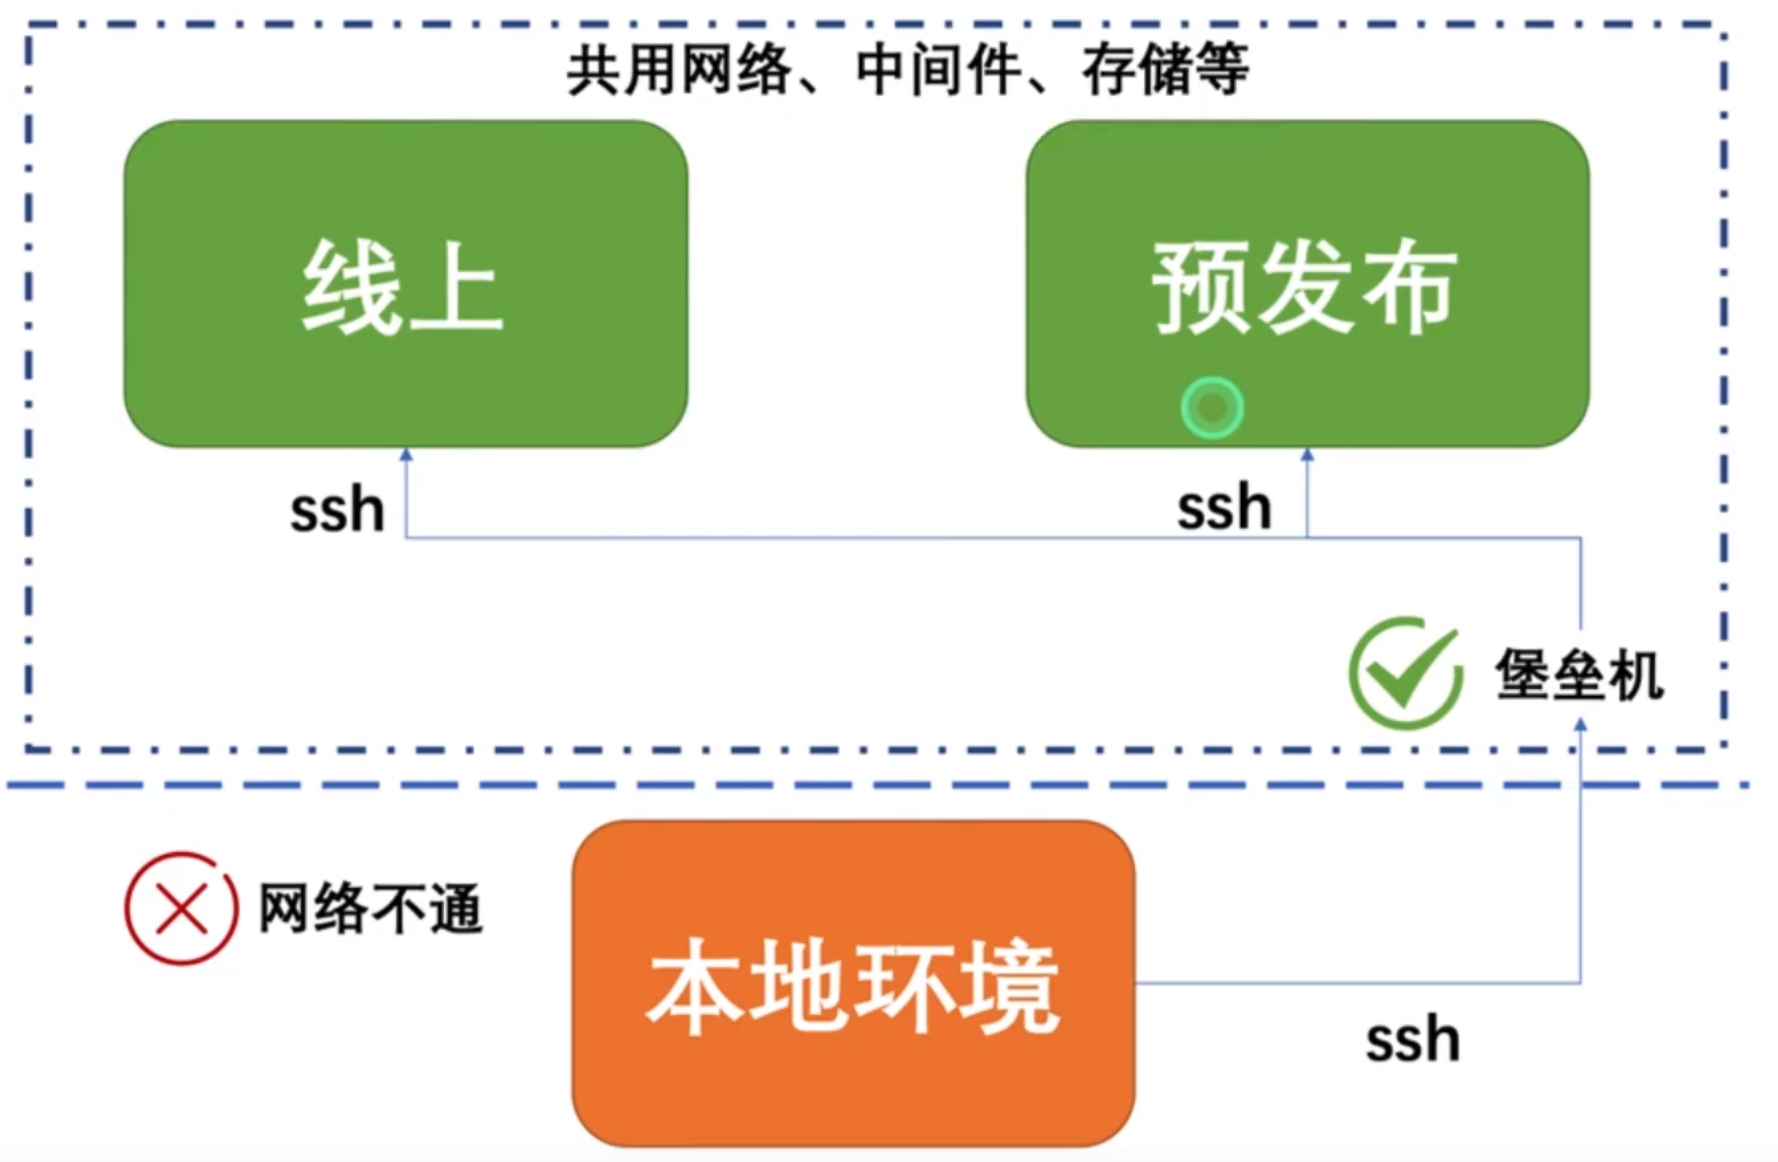 共用网络、中间件、存储等
线上
预发布
ssh
ssh
堡垒机
网络不通
本地环境
ssh